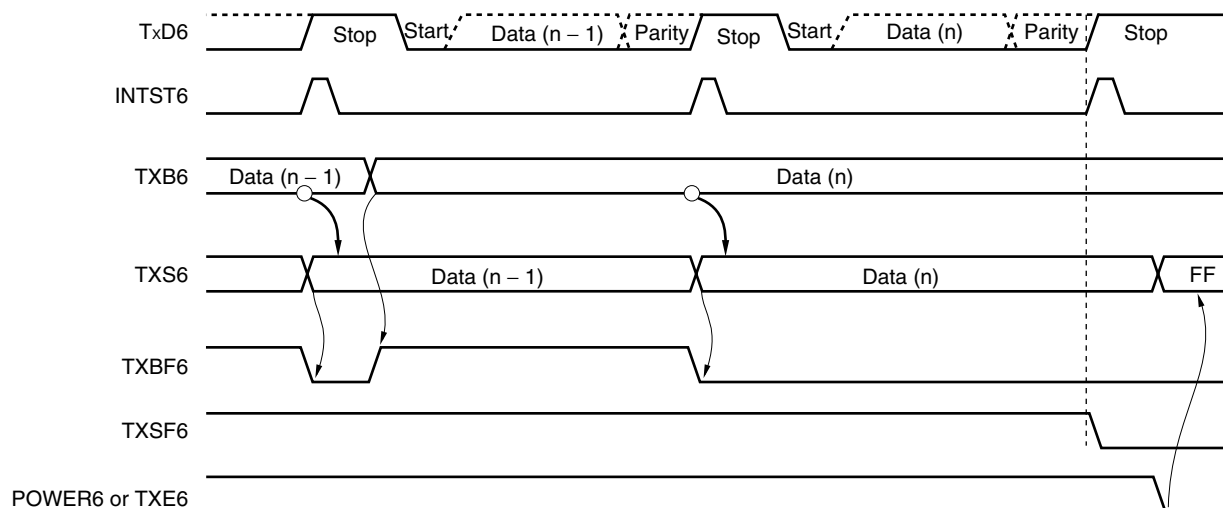 TxD6 Stop Start Data (n – 1) Parity Stop Start Data (n) Parity Stop
INTST6
TXB6 Data (n – 1) Data (n)
TXS6 Data (n – 1) Data (n) FF
TXBF6
TXSF6
POWER6 or TXE6